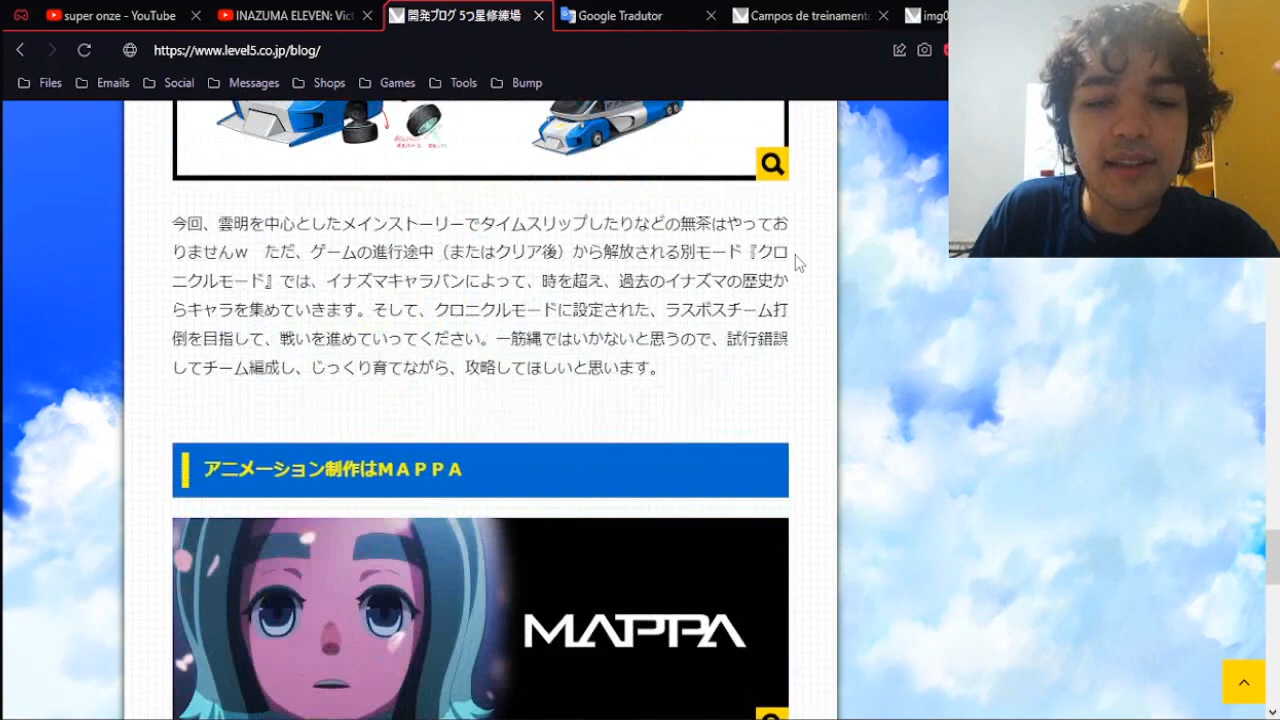 super onze - YouTube
INAZUMA ELEVEN: Vict
開発ブログ 5つ星修練場
Google Tradutor
Campos de treinamento
img0
https://www.level5.co.jp/blog/
Files
Emails
Social
Messages
Shops
Games
Tools
Bump
今回、雲明を中心としたメインストーリーでタイムスリップしたりなどの無茶はやってお
りませんｗ　ただ、ゲームの進行途中（またはクリア後）から解放される別モード『クロ
ニクルモード』では、イナズマキャラバンによって、時を超え、過去のイナズマの歴史か
らキャラを集めていきます。そして、クロニクルモードに設定された、ラスボスチーム打
倒を目指して、戦いを進めていってください。一筋縄ではいかないと思うので、試行錯誤
してチーム編成し、じっくり育てながら、攻略してほしいと思います。
アニメーション制作はＭＡＰＰＡ
MAPPA